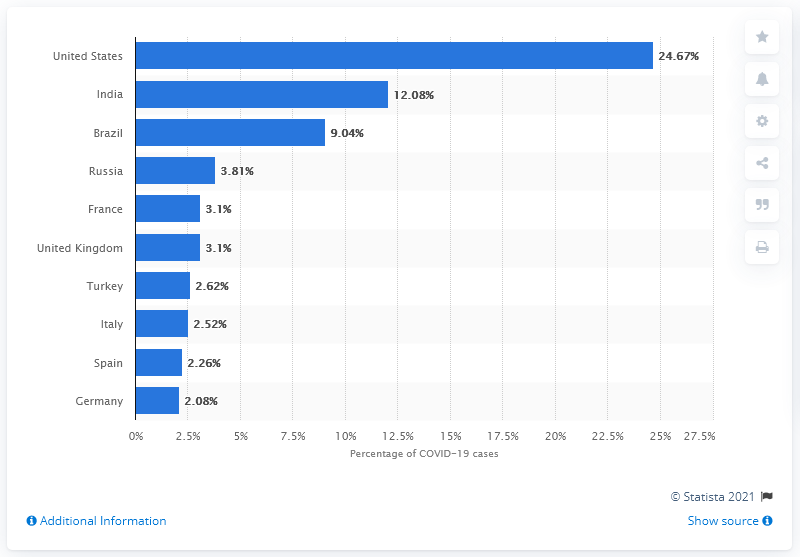 United States 24.67%
India 12.08%
Brazil 9.04%
Russia 3.81%
France 3.1%
United Kingdom 3.1%
Turkey 2.62%
Italy 2.52%
Spain 2.26%
Germany 2.08%
0% 2.5% 5% 7.5% 10% 12.5% 15% 17.5% 20% 22.5% 25% 27.5%
Percentage of COVID-19 cases
© Statista 2021
Additional Information Show source